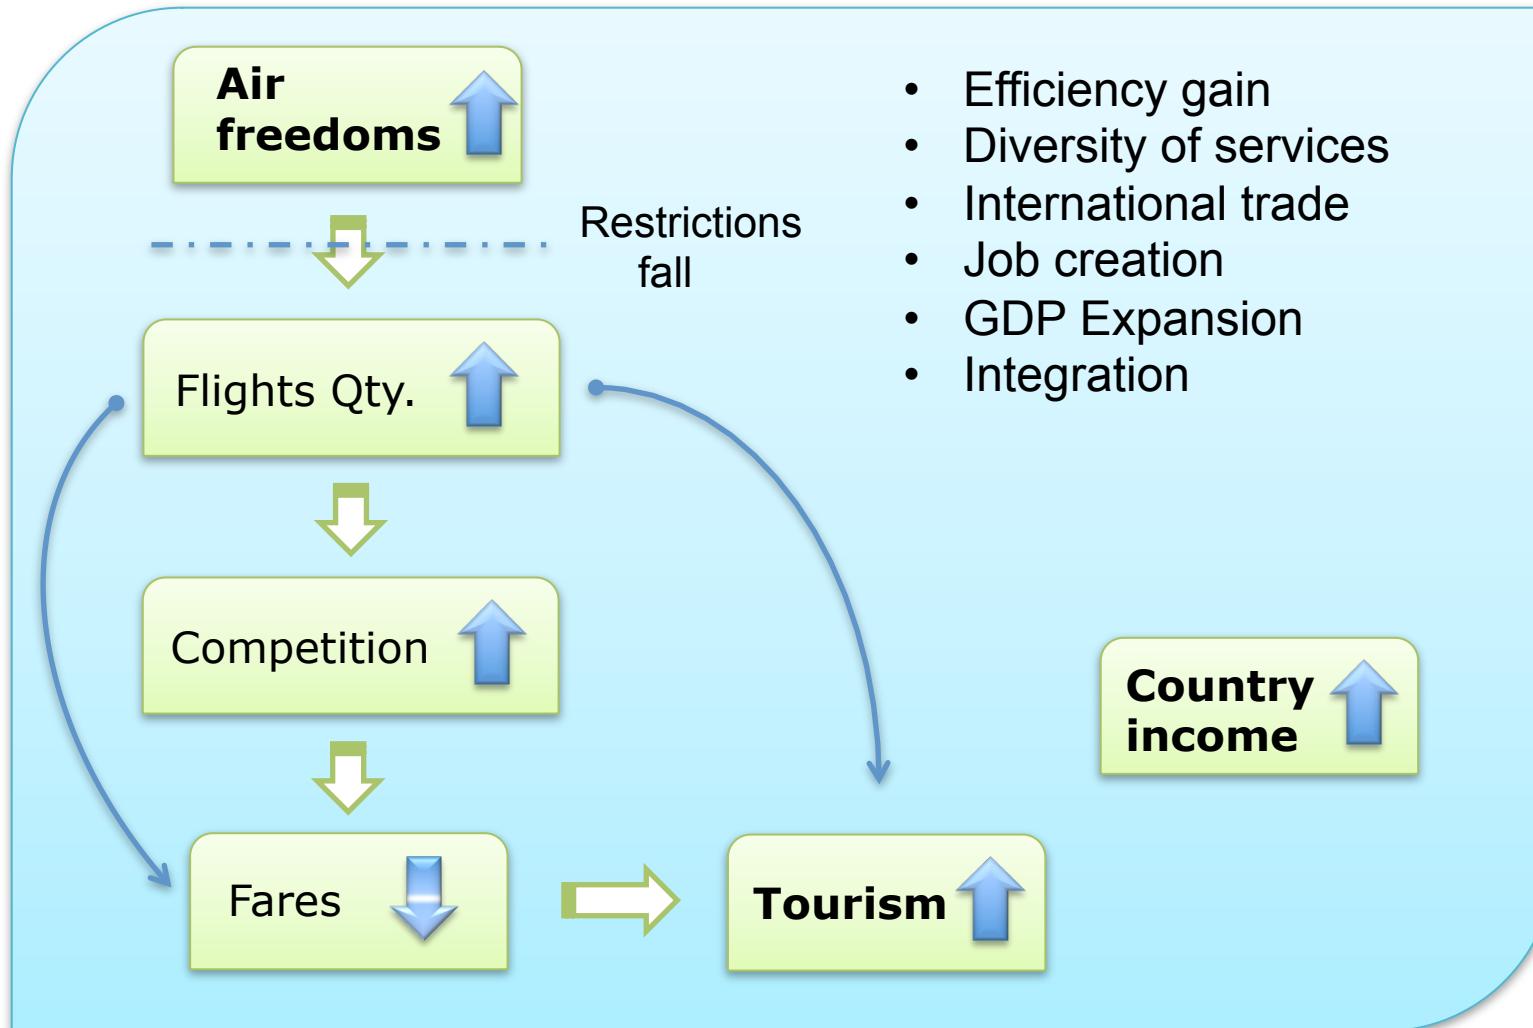 Air
freedoms
Restrictions
fall
Flights Qty.
Competition
Fares
Tourism
Country
income
• Efficiency gain
• Diversity of services
• International trade
• Job creation
• GDP Expansion
• Integration